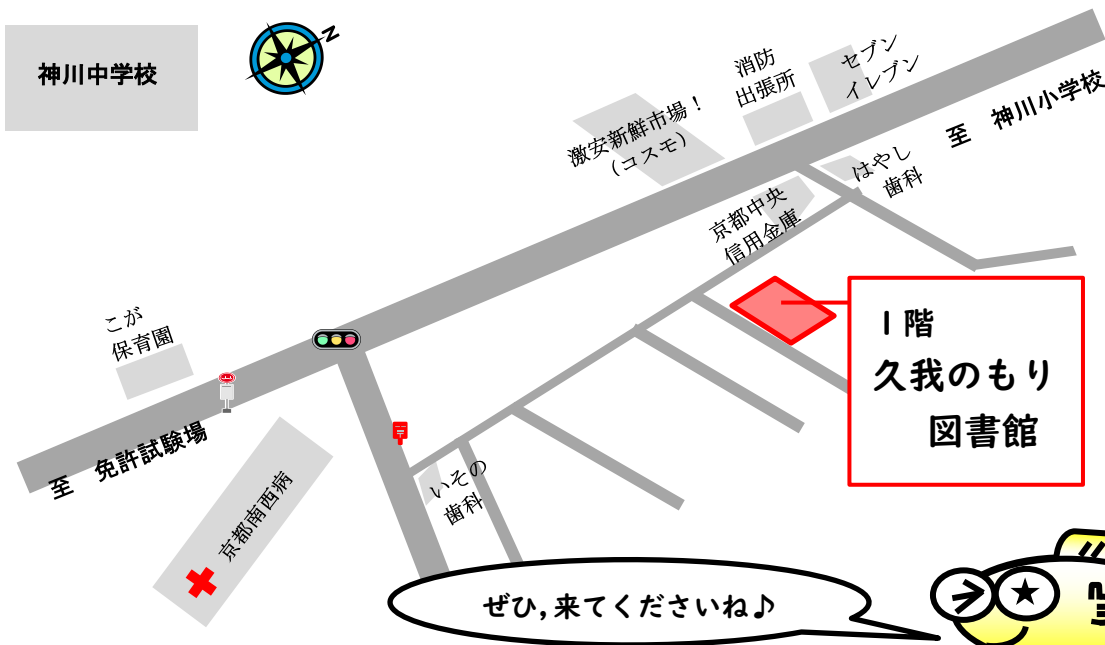 神川中学校
N
消防
出張所
セブン
イレブン
激安新鮮市場！
（コスモ）
至　神川小学校
はやし
歯科
京都中央
信用金庫
こが
保育園
1階
久我のもり
図書館
至　免許試験場
いその
歯科
京都南西病
ぜひ，来てくださいね♪